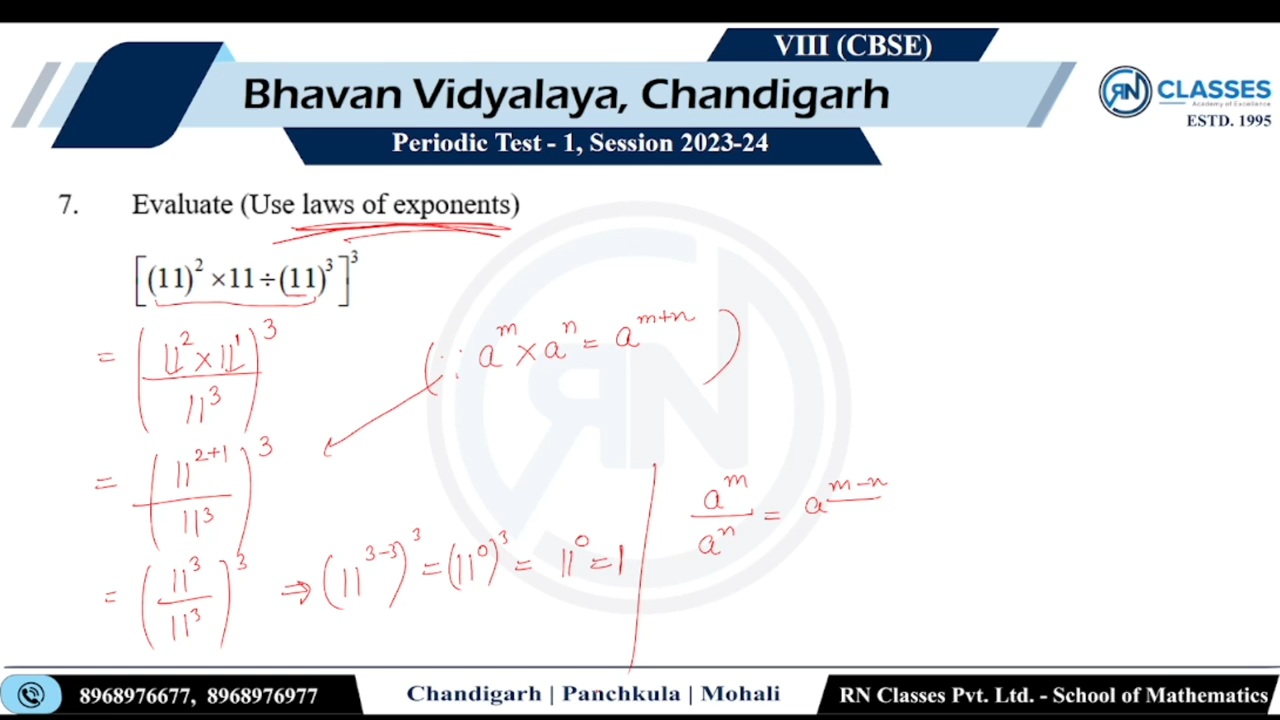 VIII (CBSE)
Bhavan Vidyalaya, Chandigarh
RN CLASSES
Academy of Excellence
ESTD. 1995
Periodic Test - 1, Session 2023-24
7. Evaluate (Use laws of exponents)
[(11)² ×11÷(11)³]³
= (11² × 11¹ / 11³)³
(∵ aᵐ × aⁿ = aᵐ⁺ⁿ)
= (11²⁺¹ / 11³)³
aᵐ / aⁿ = aᵐ⁻ⁿ
= (11³ / 11³)³ ⇒ (11³⁻³)³ = (11⁰)³ = 11⁰ = 1
RN
8968976677, 8968976977
Chandigarh | Panchkula | Mohali
RN Classes Pvt. Ltd. - School of Mathematics